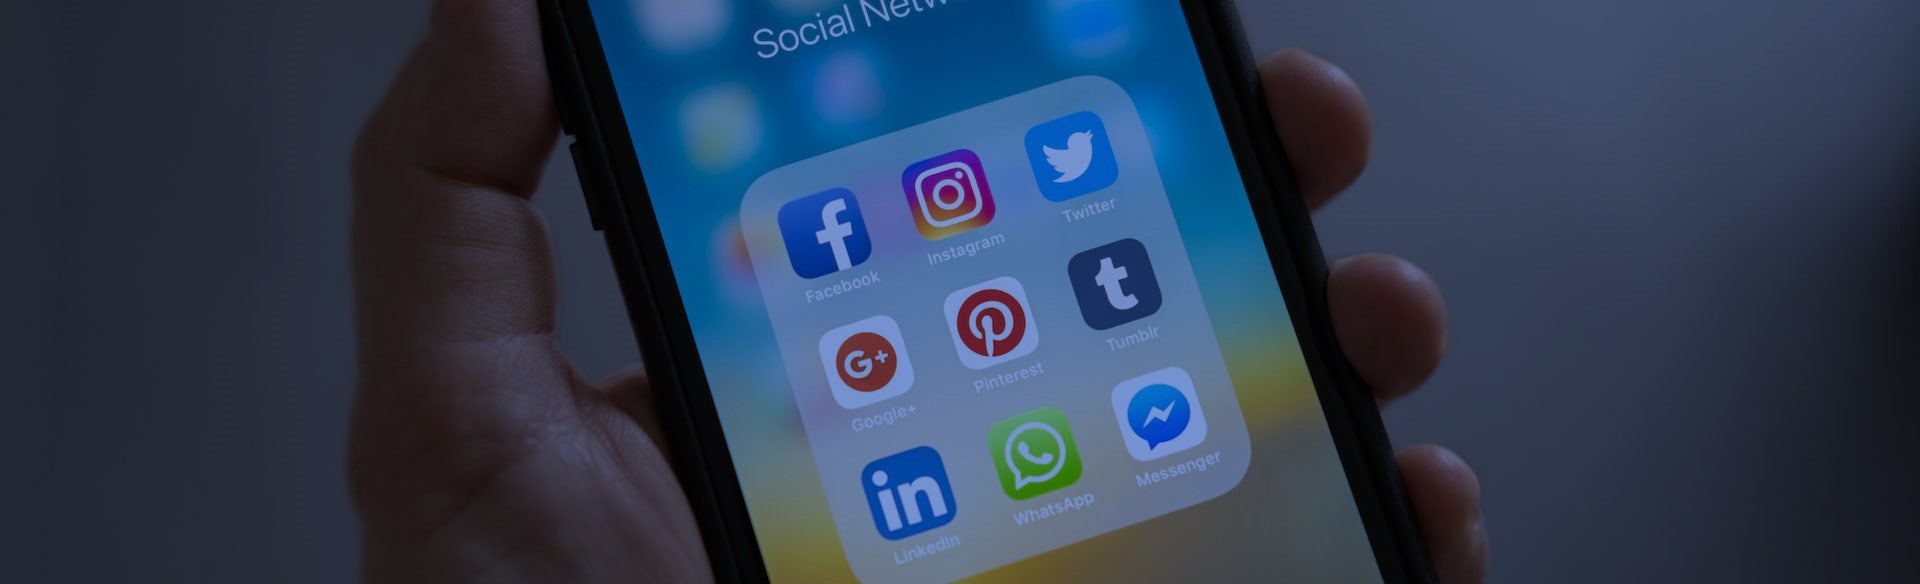 Social Netw
Facebook
Instagram
Twitter
Google+
Pinterest
Tumblr
LinkedIn
WhatsApp
Messenger